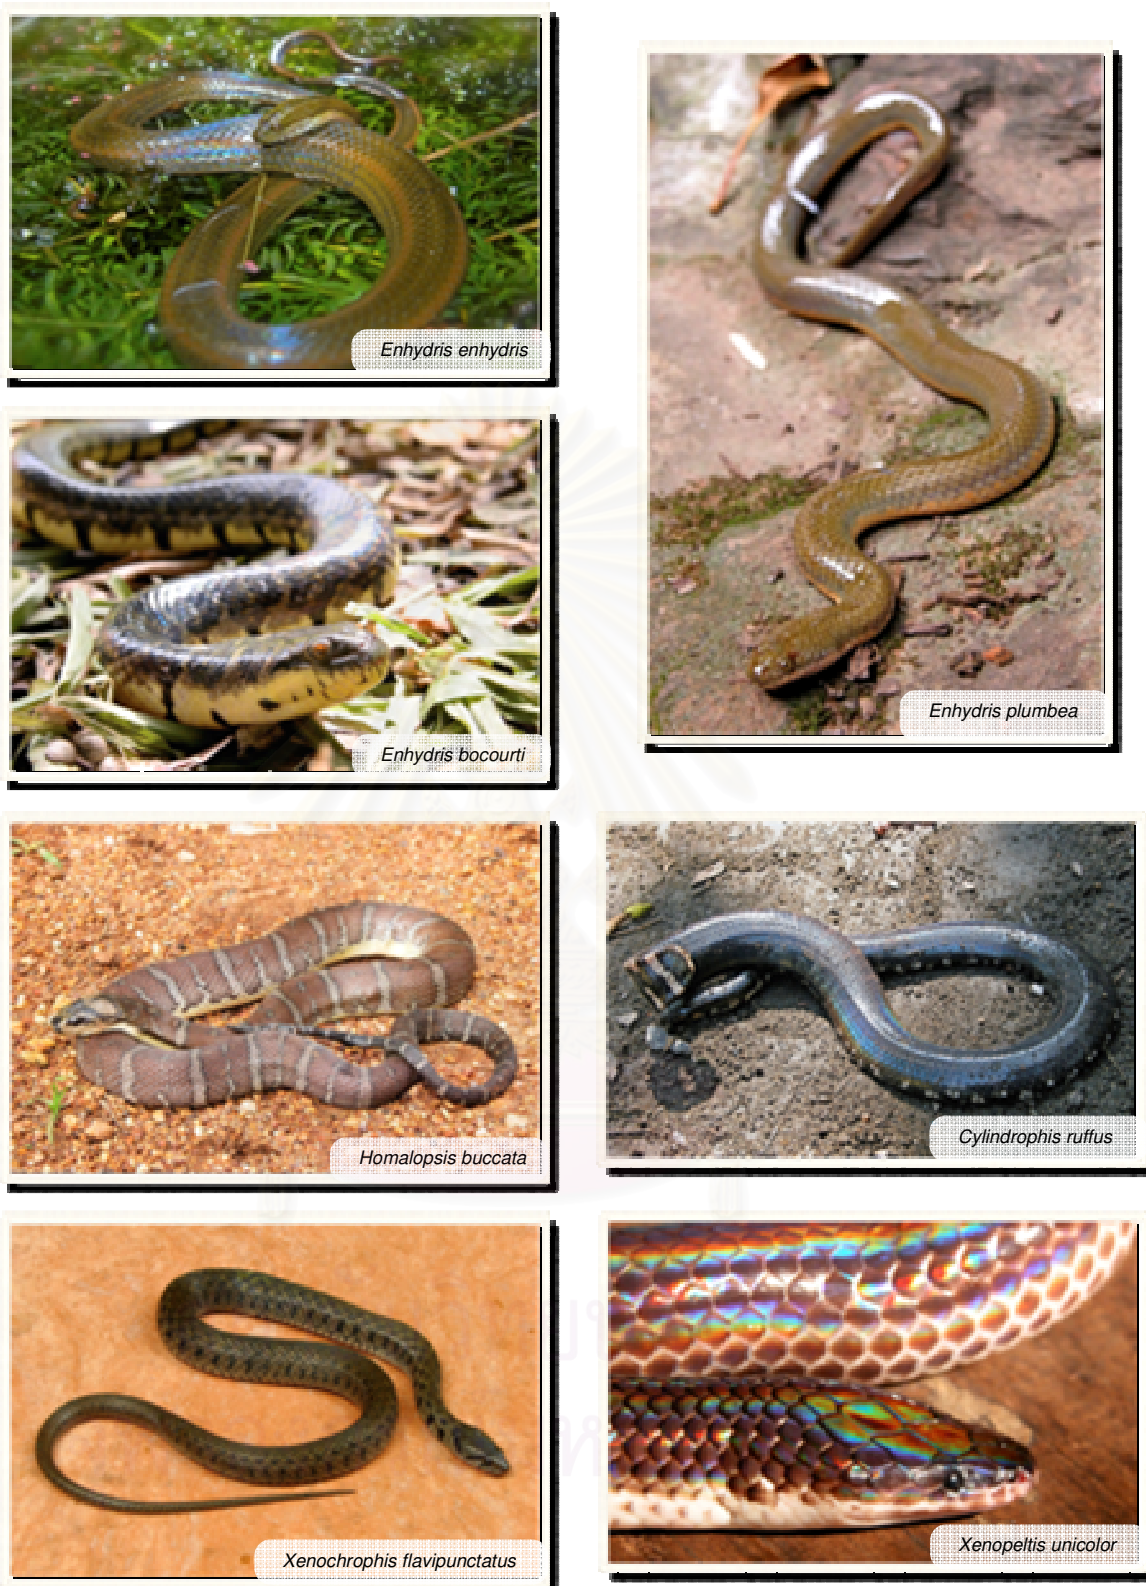 Enhydris enhydris
Enhydris plumbea
Enhydris bocourti
Homalopsis buccata
Cylindrophis ruffus
Xenochrophis flavipunctatus
Xenopeltis unicolor